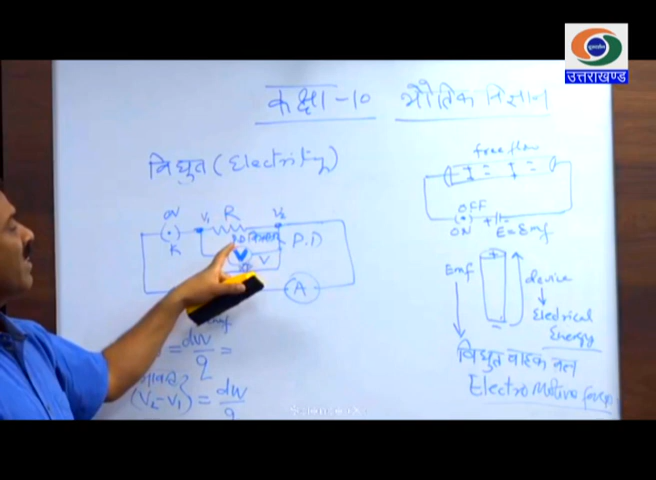 उत्तराखण्ड
कक्षा-10 भौतिक विज्ञान
विद्युत (Electricity)
ON
K
V₁
R
V₂
P.D
V
A
emf
= dW/q =
(V₂-V₁) = dW/q
free flow
OFF
ON
E = Emf
Emf
device
Eledrical
Energy
विद्युत वाहक बल
Electro Motive force